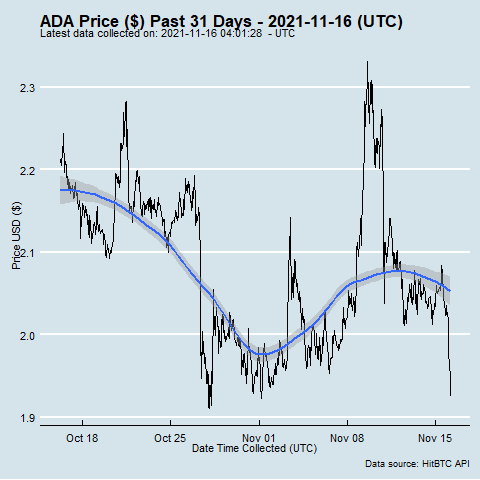 ADA Price ($) Past 31 Days - 2021-11-16 (UTC)
Latest data collected on: 2021-11-16 04:01:28  - UTC
Price USD ($)
2.3
2.2
2.1
2.0
1.9
Oct 18
Oct 25
Nov 01
Nov 08
Nov 15
Date Time Collected (UTC)
Data source: HitBTC API